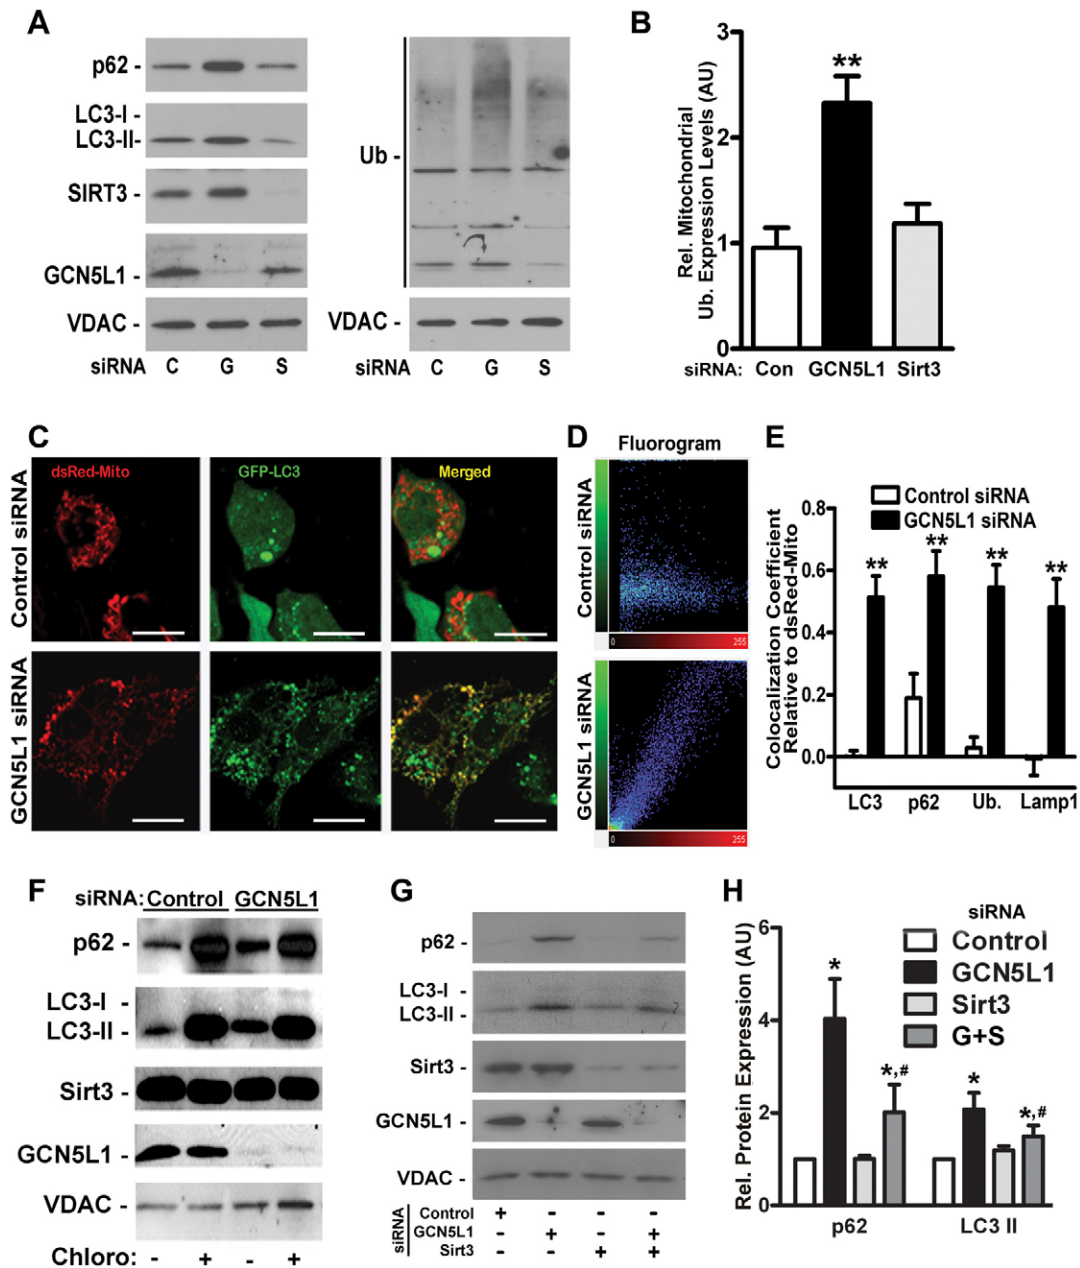 A
p62 -
LC3-I -
LC3-II-
SIRT3 -
GCN5L1 -
VDAC -
siRNA C G S
Ub -
VDAC -
siRNA C G S
B
Rel. Mitochondrial
Ub. Expression Levels (AU)
3
2
1
0
**
siRNA: Con GCN5L1 Sirt3
C
dsRed-Mito GFP-LC3 Merged
Control siRNA
GCN5L1 siRNA
D
Fluorogram
Control siRNA
0 255
GCN5L1 siRNA
0 255
E
Control siRNA
GCN5L1 siRNA
Colocalization Coefficient
Relative to dsRed-Mito
0.8
0.6
0.4
0.2
0.0
** ** ** **
LC3 p62 Ub. Lamp1
F
siRNA: Control GCN5L1
p62 -
LC3-I -
LC3-II -
Sirt3 -
GCN5L1 -
VDAC -
Chloro: - + - +
G
p62 -
LC3-I -
LC3-II -
Sirt3 -
GCN5L1 -
VDAC -
siRNA
Control + - - -
GCN5L1 - + - +
Sirt3 - - + +
H
siRNA
Control
GCN5L1
Sirt3
G+S
Rel. Protein Expression (AU)
6
4
2
0
* *,# * *,#
p62 LC3 II